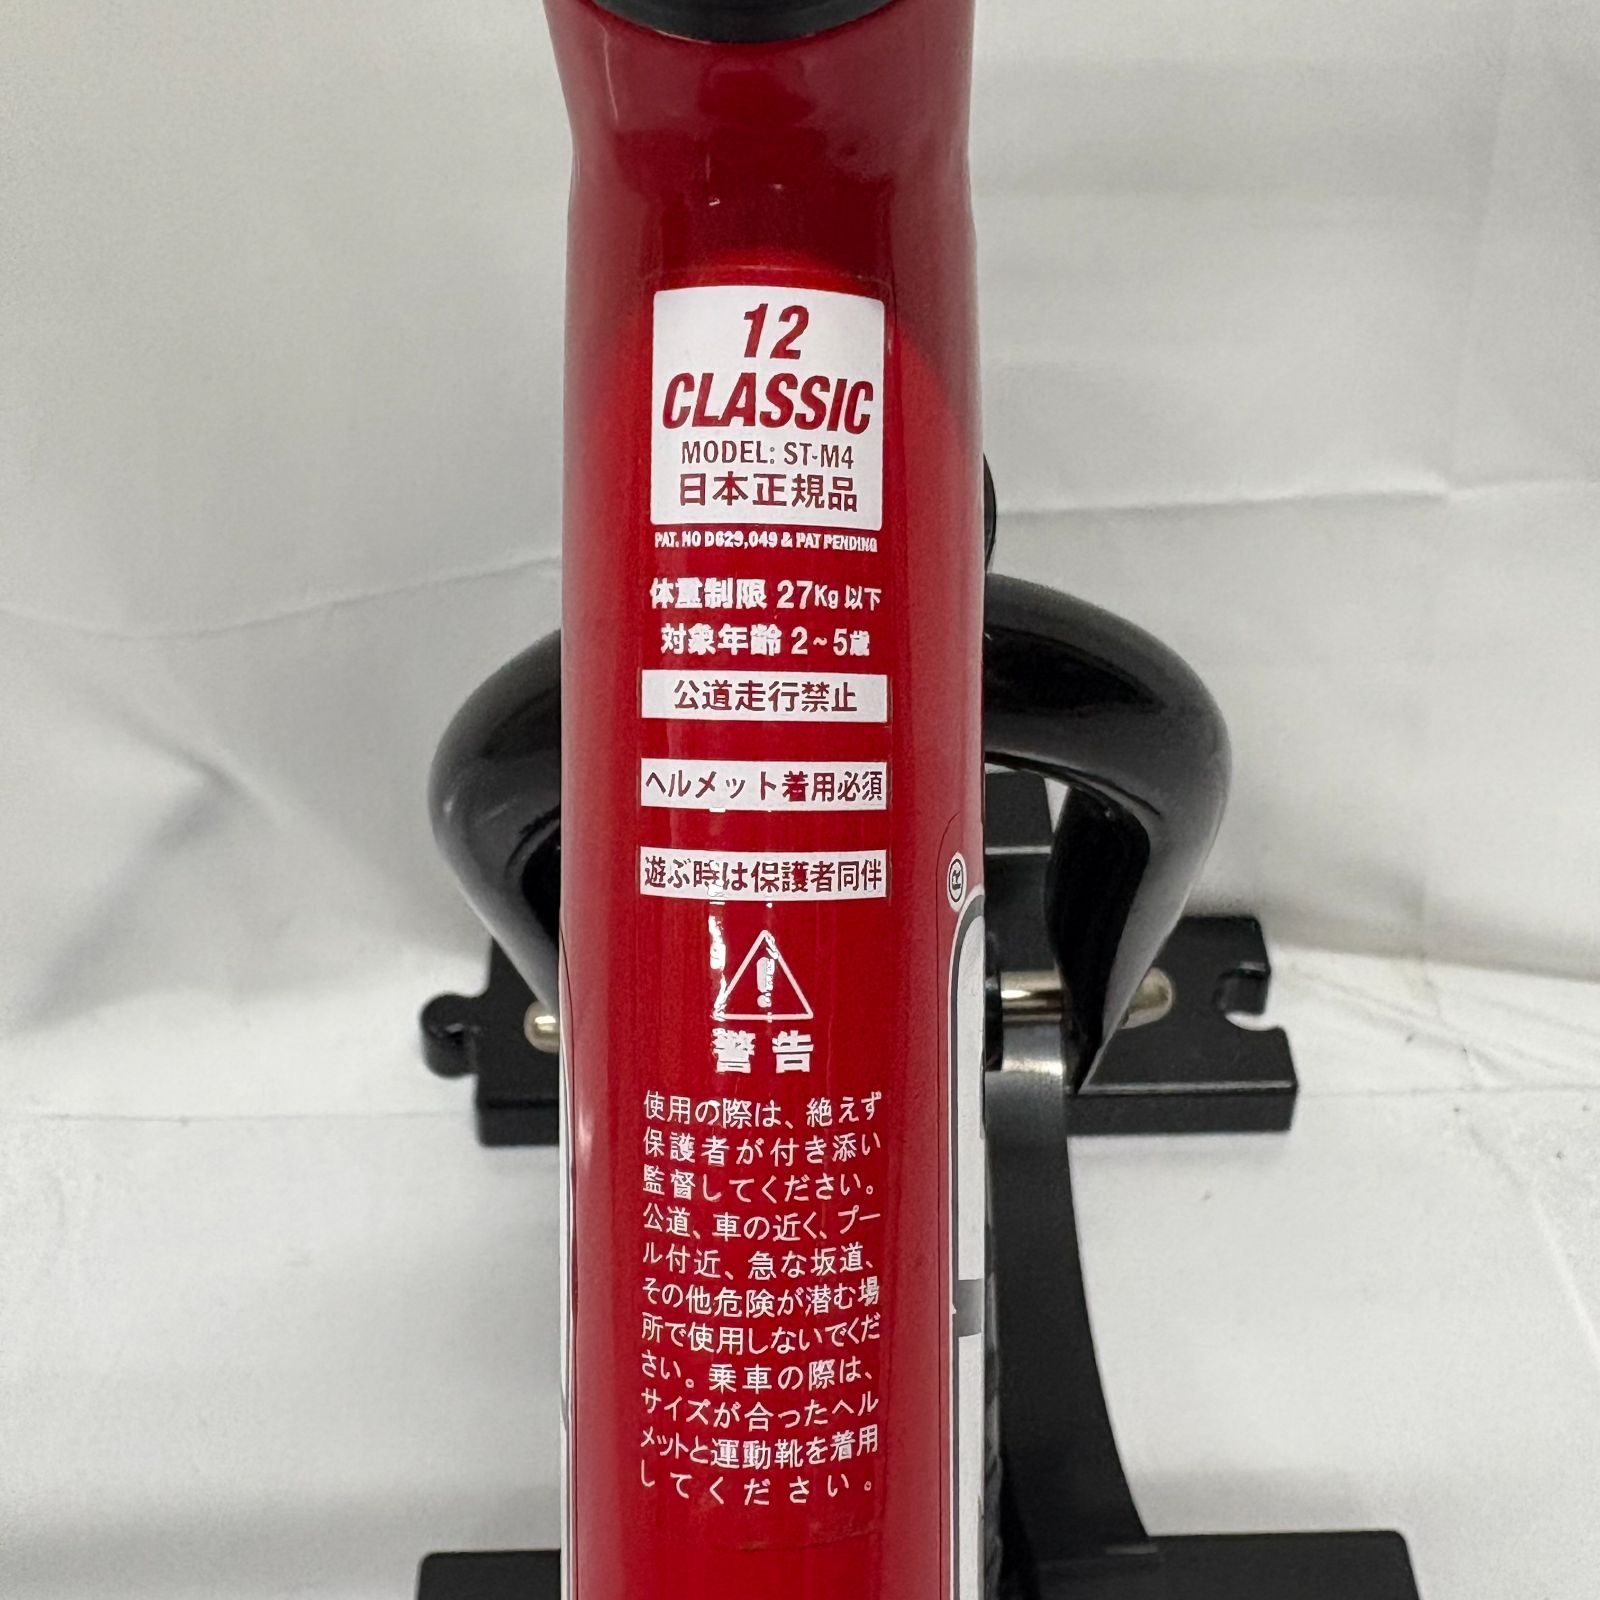 12
CLASSIC
MODEL: ST-M4
日本正規品
PAT. NO D629,049 & PAT PENDING
体重制限 27Kg 以下
対象年齢 2~5歳
公道走行禁止
ヘルメット着用必須
遊ぶ時は保護者同伴
®
警告
使用の際は、絶えず
保護者が付き添い
監督してください。
公道、車の近く、プー
ル付近、急な坂道、
その他危険が潜む場
所で使用しないでくだ
さい。乗車の際は、
サイズが合ったヘル
メットと運動靴を着用
してください。